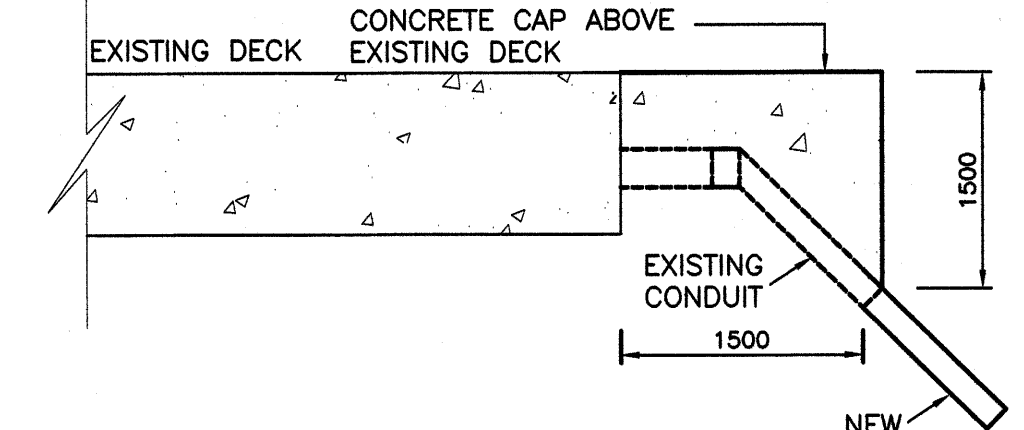 CONCRETE CAP ABOVE
EXISTING DECK
EXISTING DECK
1500
EXISTING
CONDUIT
1500
NEW